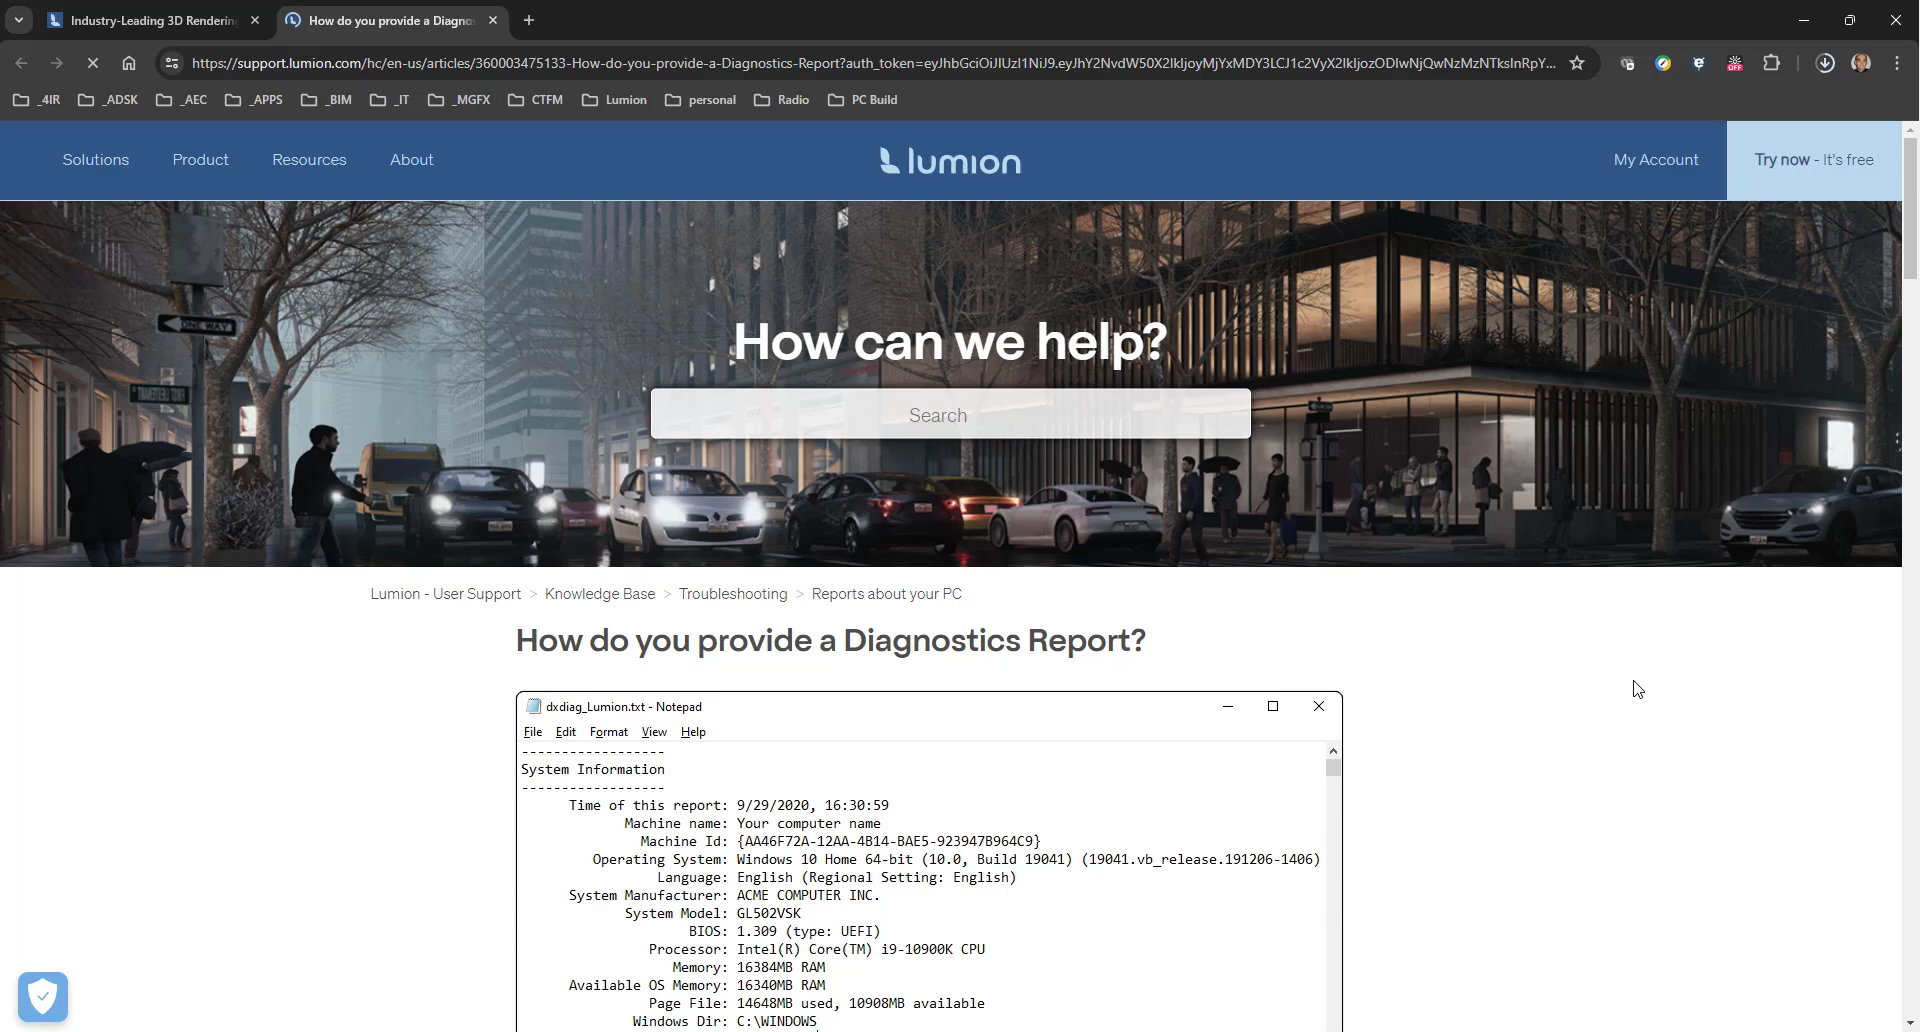 Industry-Leading 3D Renderin
How do you provide a Diagno
https://support.lumion.com/hc/en-us/articles/360003475133-How-do-you-provide-a-Diagnostics-Report?auth_token=eyJhbGciOiJIUzI1NiJ9.eyJhY2NvdW50X2lkIjoyMjYxMDY3LCJ1c2VyX2lkIjozODIwNjQwNzMzNTksInRpY...
_4IR
_ADSK
_AEC
_APPS
_BIM
_IT
_MGFX
CTFM
Lumion
personal
Radio
PC Build
Solutions
Product
Resources
About
lumion
My Account
Try now - It's free
ONE WAY
How can we help?
Search
Lumion - User Support > Knowledge Base > Troubleshooting > Reports about your PC
How do you provide a Diagnostics Report?
dxdiag_Lumion.txt - Notepad
File Edit Format View Help
------------------
System Information
------------------
Time of this report: 9/29/2020, 16:30:59
Machine name: Your computer name
Machine Id: {AA46F72A-12AA-4B14-BAE5-923947B964C9}
Operating System: Windows 10 Home 64-bit (10.0, Build 19041) (19041.vb_release.191206-1406)
Language: English (Regional Setting: English)
System Manufacturer: ACME COMPUTER INC.
System Model: GL502VSK
BIOS: 1.309 (type: UEFI)
Processor: Intel(R) Core(TM) i9-10900K CPU
Memory: 16384MB RAM
Available OS Memory: 16340MB RAM
Page File: 14648MB used, 10908MB available
Windows Dir: C:\WINDOWS